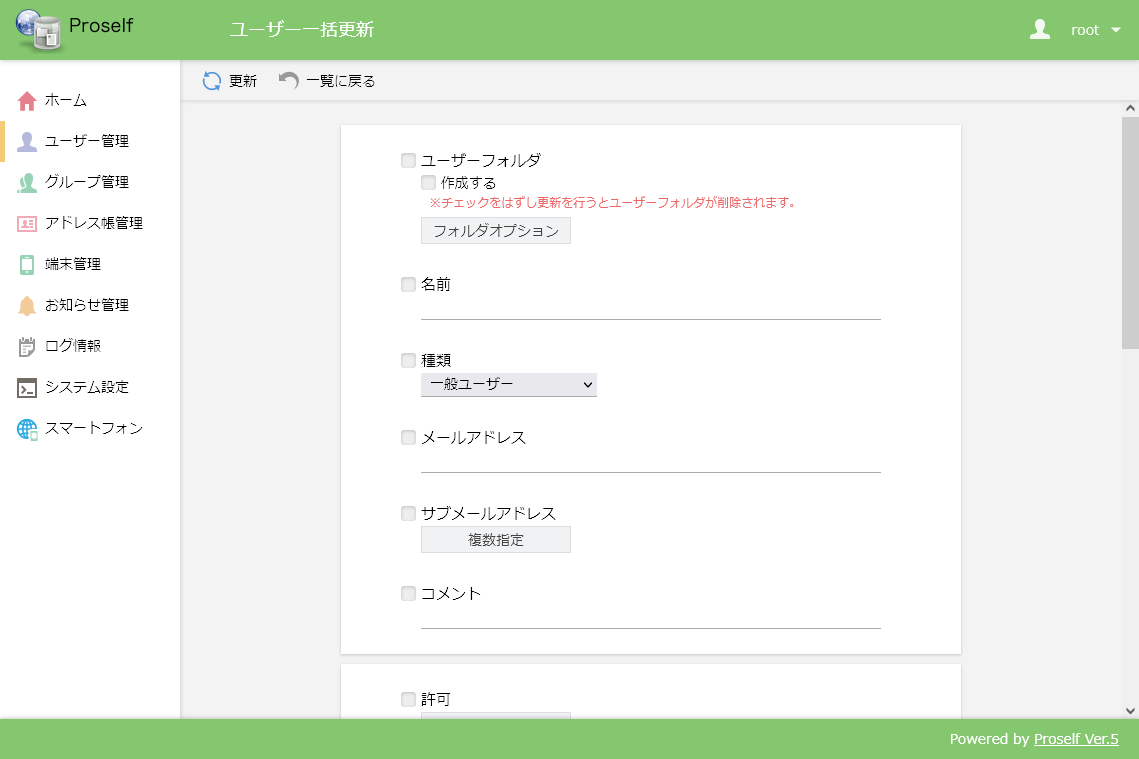 Proself
ユーザー一括更新
root
更新
一覧に戻る
ホーム
ユーザー管理
グループ管理
アドレス帳管理
端末管理
お知らせ管理
ログ情報
システム設定
スマートフォン
ユーザーフォルダ
作成する
※チェックをはずし更新を行うとユーザーフォルダが削除されます。
フォルダオプション
名前
種類
一般ユーザー
メールアドレス
サブメールアドレス
複数指定
コメント
許可
Powered by Proself Ver.5